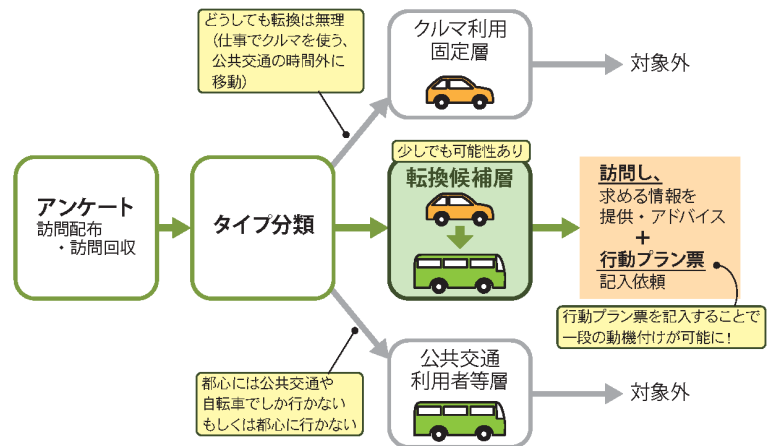 どうしても転換は無理
(仕事でクルマを使う、
公共交通の時間外に
移動)
クルマ利用
固定層
対象外
アンケート
訪問配布
・訪問回収
タイプ分類
少しでも可能性あり
転換候補層
訪問し、
求める情報を
提供・アドバイス
+
行動プラン票
記入依頼
行動プラン票を記入することで
一段の動機付けが可能に!
都心には公共交通や
自転車でしか行かない
もしくは都心に行かない
公共交通
利用者等層
対象外